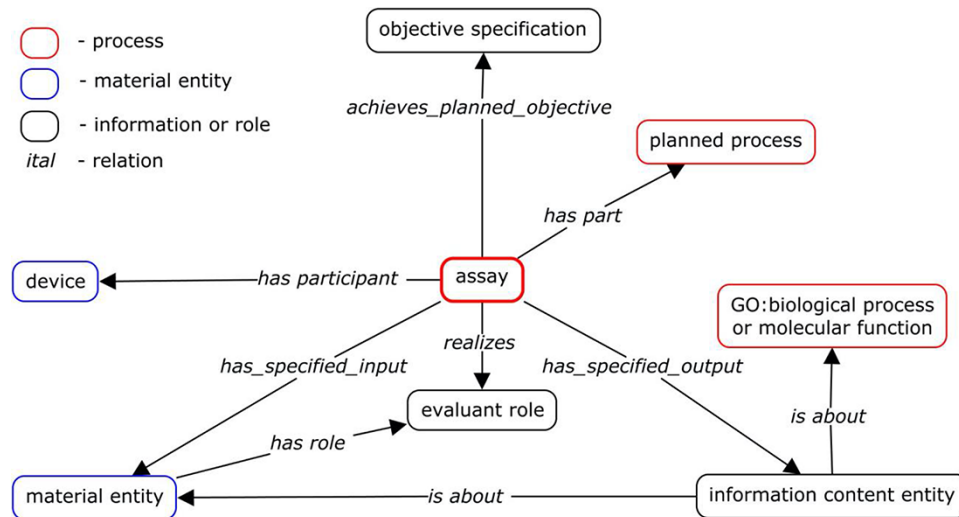 objective specification
- process
- material entity
- information or role
ital - relation
achieves_planned_objective
planned process
has part
device
has participant
assay
GO:biological process
or molecular function
realizes
has_specified_input
has_specified_output
evaluant role
is about
has role
material entity
is about
information content entity